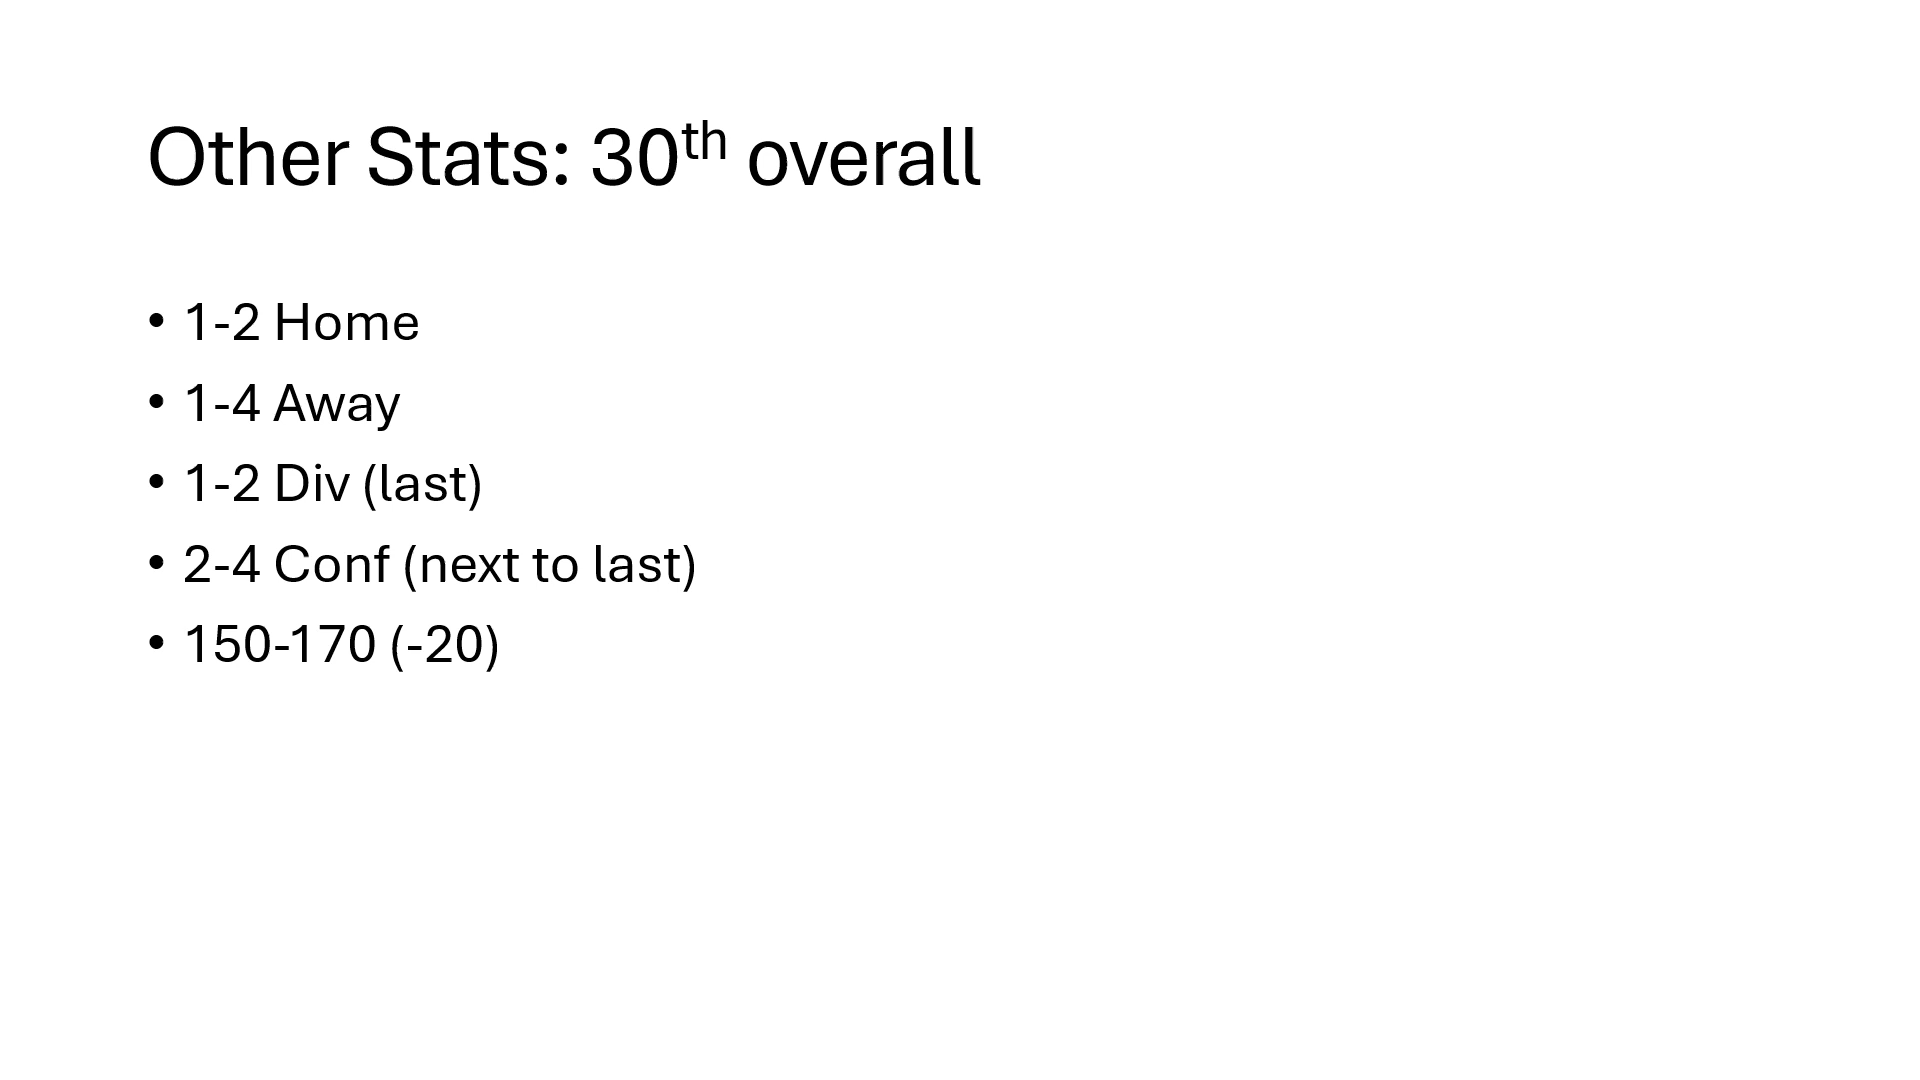 Other Stats: 30th overall
• 1-2 Home
• 1-4 Away
• 1-2 Div (last)
• 2-4 Conf (next to last)
• 150-170 (-20)